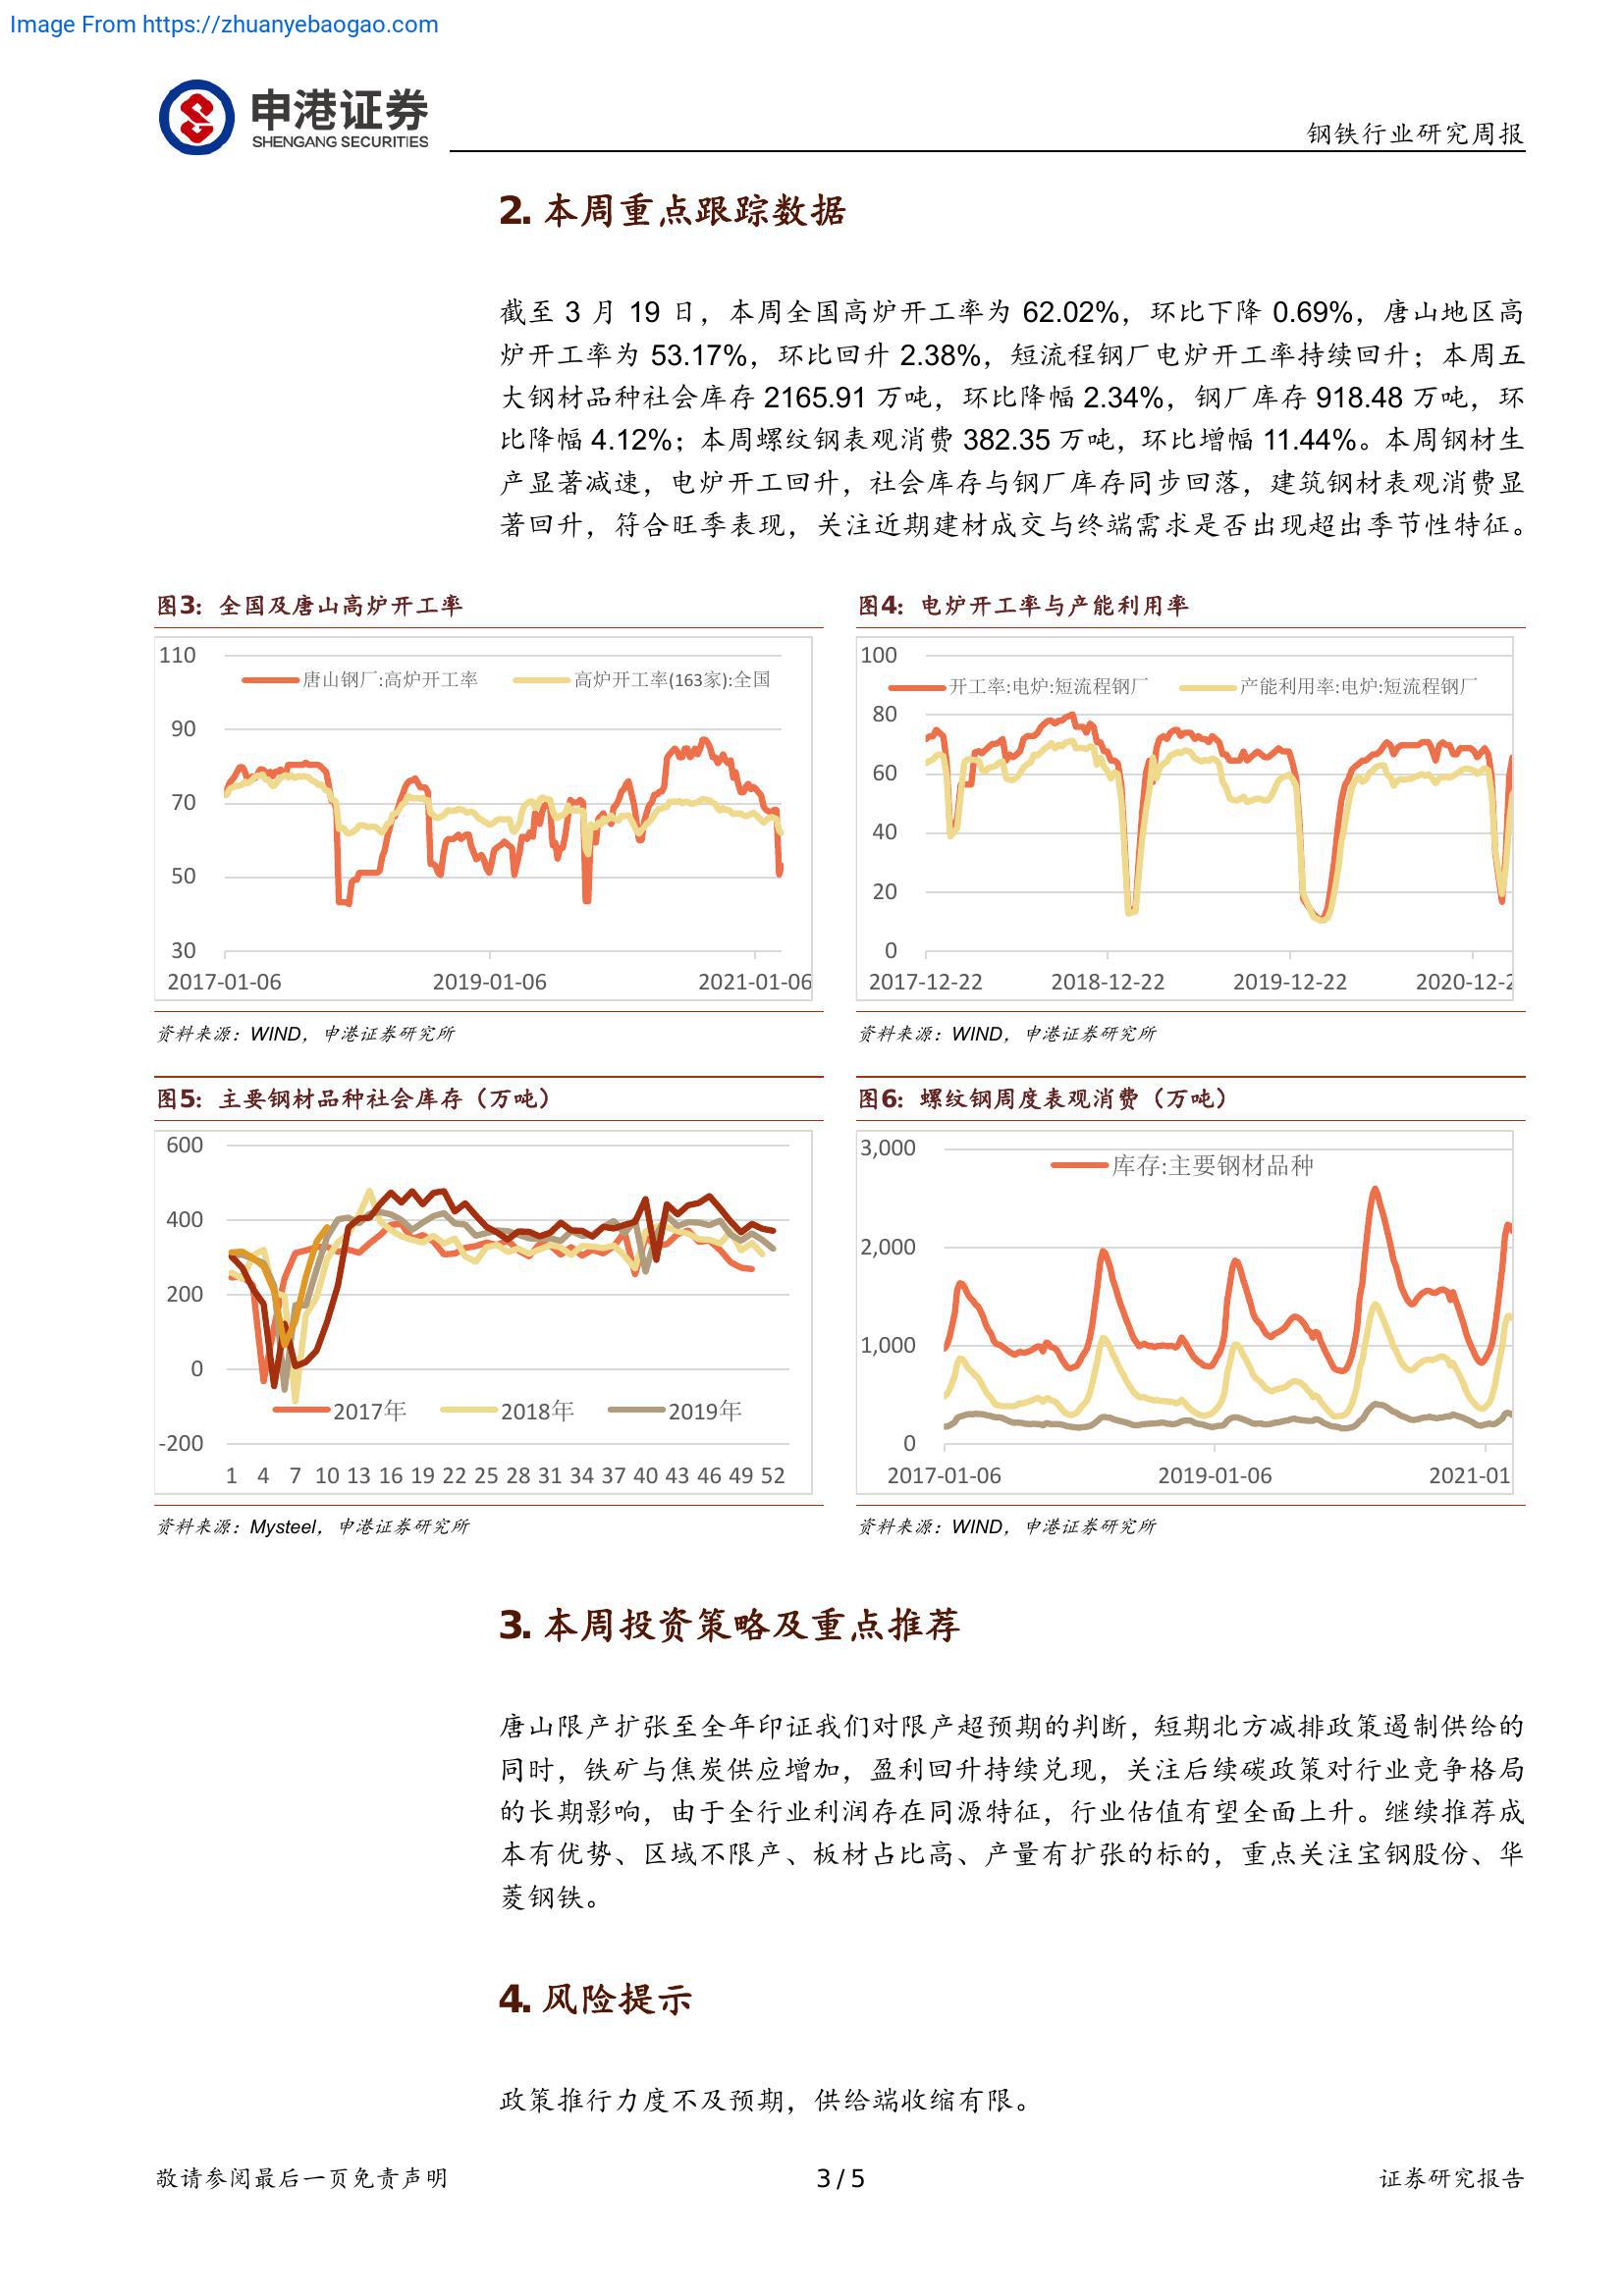 Image From https://zhuanyebaogao.com
申港证券
SHENGANG SECURITIES
钢铁行业研究周报
2. 本周重点跟踪数据
截至 3 月 19 日，本周全国高炉开工率为 62.02%，环比下降 0.69%，唐山地区高
炉开工率为 53.17%，环比回升 2.38%，短流程钢厂电炉开工率持续回升；本周五
大钢材品种社会库存 2165.91 万吨，环比降幅 2.34%，钢厂库存 918.48 万吨，环
比降幅 4.12%；本周螺纹钢表观消费 382.35 万吨，环比增幅 11.44%。本周钢材生
产显著减速，电炉开工回升，社会库存与钢厂库存同步回落，建筑钢材表观消费显
著回升，符合旺季表现，关注近期建材成交与终端需求是否出现超出季节性特征。
图3：全国及唐山高炉开工率
110
唐山钢厂:高炉开工率 高炉开工率(163家):全国
90
70
50
30
2017-01-06 2019-01-06 2021-01-06
资料来源：WIND，申港证券研究所
图4：电炉开工率与产能利用率
100
开工率:电炉:短流程钢厂 产能利用率:电炉:短流程钢厂
80
60
40
20
0
2017-12-22 2018-12-22 2019-12-22 2020-12-2
资料来源：WIND，申港证券研究所
图5：主要钢材品种社会库存（万吨）
600
400
200
0
2017年 2018年 2019年
-200
1 4 7 10 13 16 19 22 25 28 31 34 37 40 43 46 49 52
资料来源：Mysteel，申港证券研究所
图6：螺纹钢周度表观消费（万吨）
3,000
库存:主要钢材品种
2,000
1,000
0
2017-01-06 2019-01-06 2021-01
资料来源：WIND，申港证券研究所
3. 本周投资策略及重点推荐
唐山限产扩张至全年印证我们对限产超预期的判断，短期北方减排政策遏制供给的
同时，铁矿与焦炭供应增加，盈利回升持续兑现，关注后续碳政策对行业竞争格局
的长期影响，由于全行业利润存在同源特征，行业估值有望全面上升。继续推荐成
本有优势、区域不限产、板材占比高、产量有扩张的标的，重点关注宝钢股份、华
菱钢铁。
4. 风险提示
政策推行力度不及预期，供给端收缩有限。
敬请参阅最后一页免责声明
3 / 5
证券研究报告